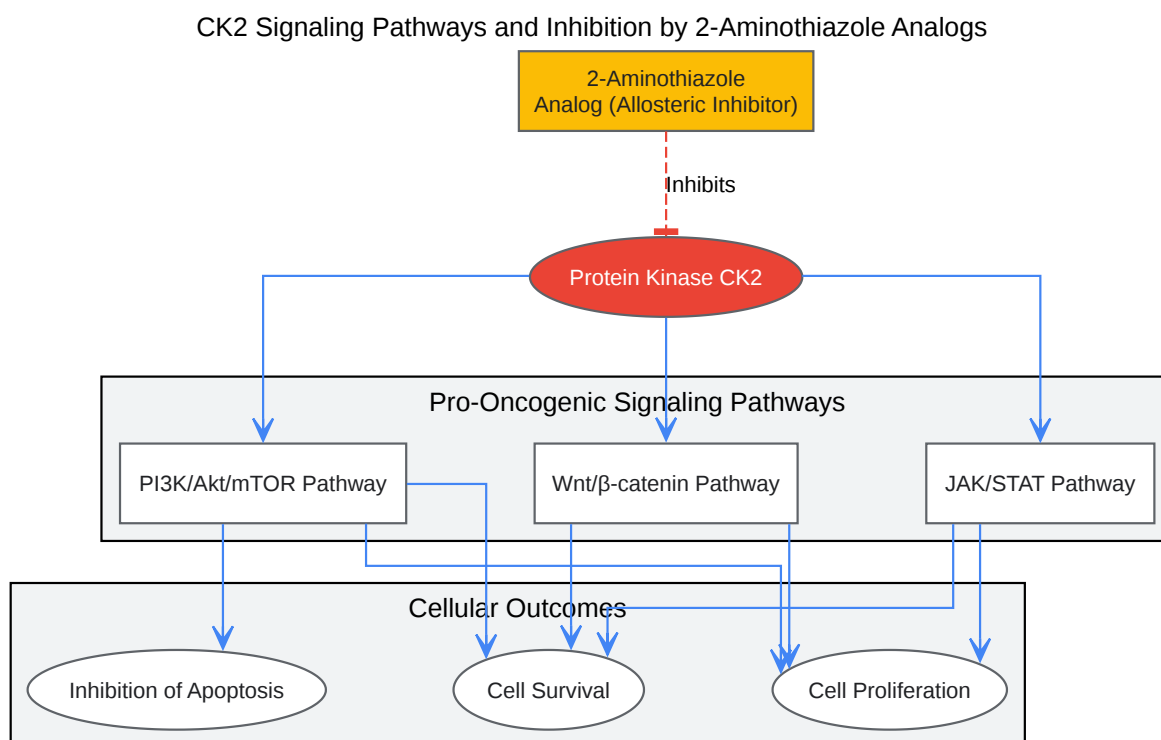 CK2 Signaling Pathways and Inhibition by 2-Aminothiazole Analogs
2-Aminothiazole
Analog (Allosteric Inhibitor)
Inhibits
Protein Kinase CK2
Pro-Oncogenic Signaling Pathways
PI3K/Akt/mTOR Pathway
Wnt/β-catenin Pathway
JAK/STAT Pathway
Cellular Outcomes
Inhibition of Apoptosis
Cell Survival
Cell Proliferation